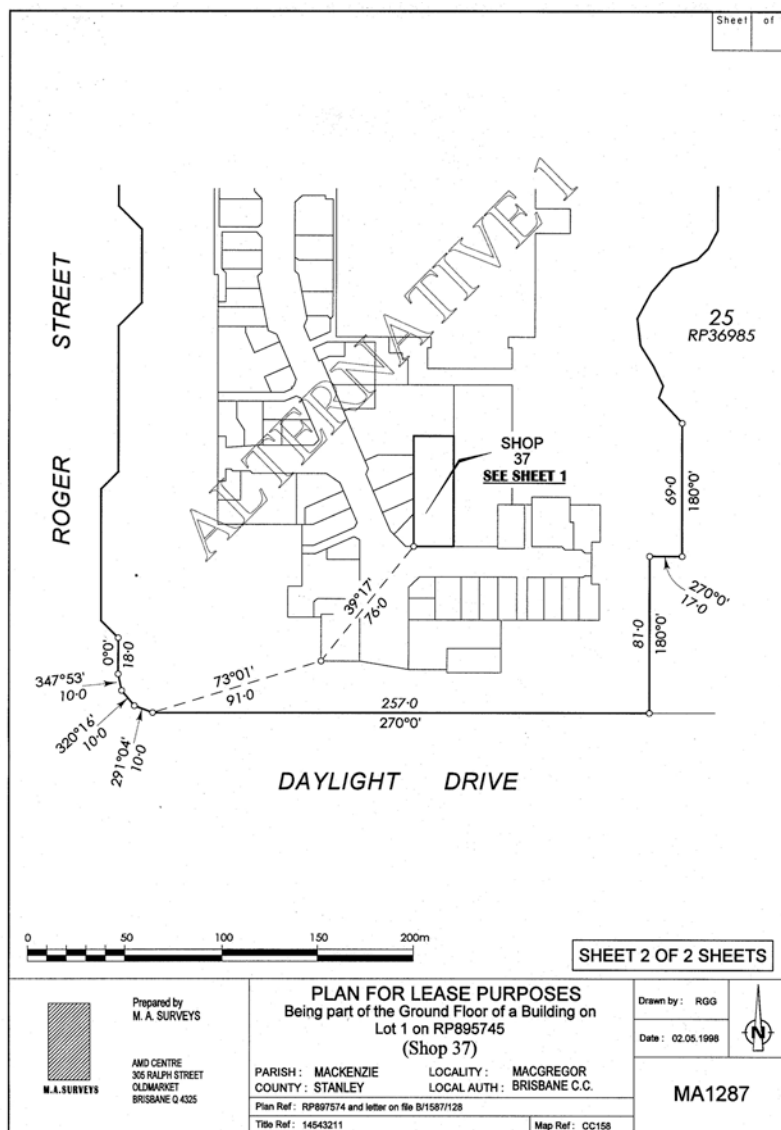 Sheet of
ALTERNATIVE 1
ROGER STREET
25
RP36985
SHOP
37
SEE SHEET 1
69·0
180°0'
270°0'
17·0
81·0
180°0'
39°17'
76·0
0°0'
18·0
347°53'
10·0
320°16'
10·0
291°04'
10·0
73°01'
91·0
257·0
270°0'
DAYLIGHT DRIVE
0 50 100 150 200m
SHEET 2 OF 2 SHEETS
M.A.SURVEYS
Prepared by
M. A. SURVEYS
AMD CENTRE
305 RALPH STREET
OLDMARKET
BRISBANE Q 4325
PLAN FOR LEASE PURPOSES
Being part of the Ground Floor of a Building on
Lot 1 on RP895745
(Shop 37)
PARISH : MACKENZIE LOCALITY : MACGREGOR
COUNTY : STANLEY LOCAL AUTH : BRISBANE C.C.
Plan Ref : RP897574 and letter on file B/1587/128
Title Ref : 14543211 Map Ref : CC158
Drawn by : RGG
Date : 02.05.1998
N
MA1287